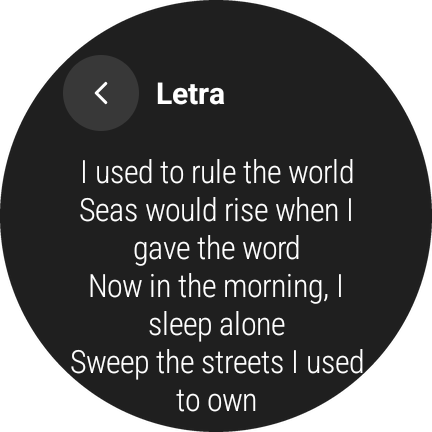 Letra
I used to rule the world
Seas would rise when I
gave the word
Now in the morning, I
sleep alone
Sweep the streets I used
to own